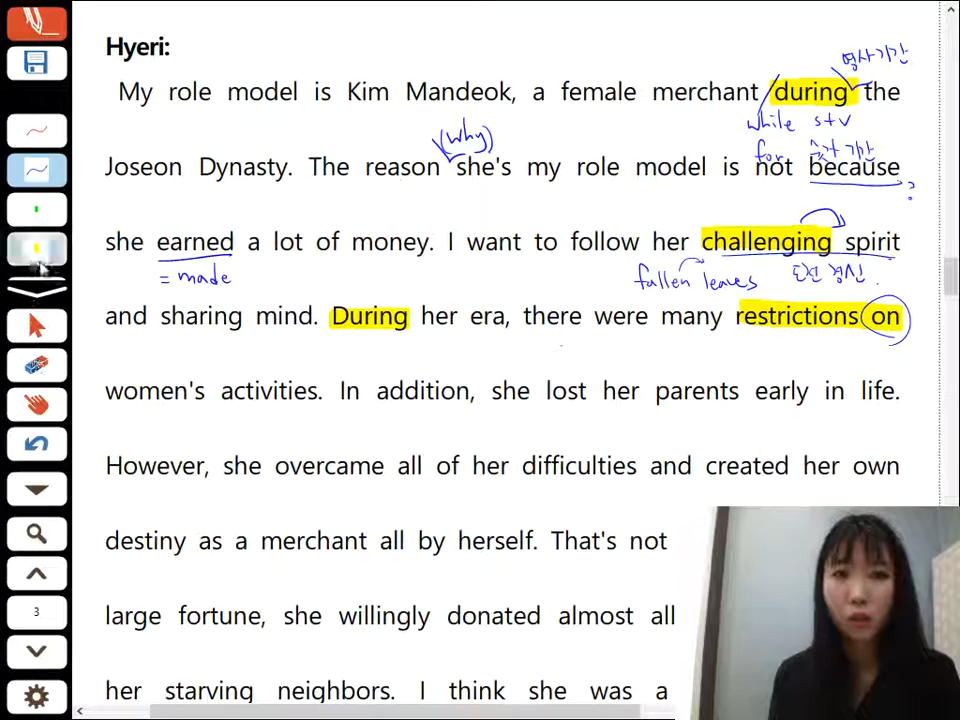 Hyeri:
명사기간
My role model is Kim Mandeok, a female merchant during the
while s+v
(why)
for 숫자 기간
Joseon Dynasty. The reason she's my role model is not because
she earned a lot of money. I want to follow her challenging spirit
= made
fallen leaves 도전 정신.
and sharing mind. During her era, there were many restrictions on
women's activities. In addition, she lost her parents early in life.
However, she overcame all of her difficulties and created her own
destiny as a merchant all by herself. That's not
large fortune, she willingly donated almost all
3
her starving neighbors. I think she was a